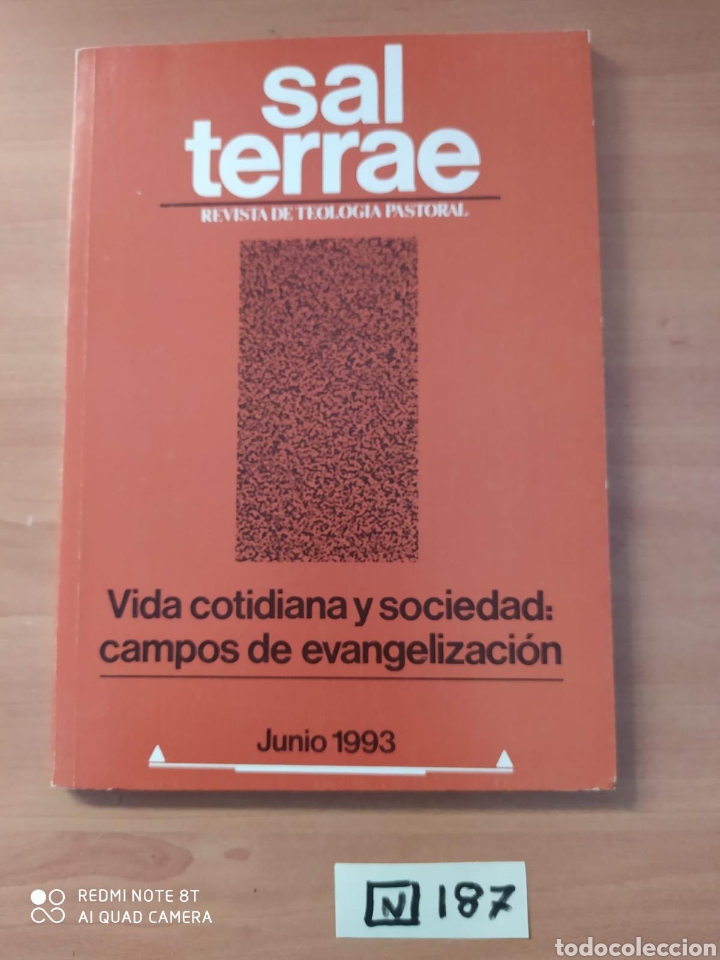 sal
terrae
REVISTA DE TEOLOGIA PASTORAL
Vida cotidiana y sociedad:
campos de evangelización
Junio 1993
N 187
REDMI NOTE 8T
AI QUAD CAMERA
todocoleccion